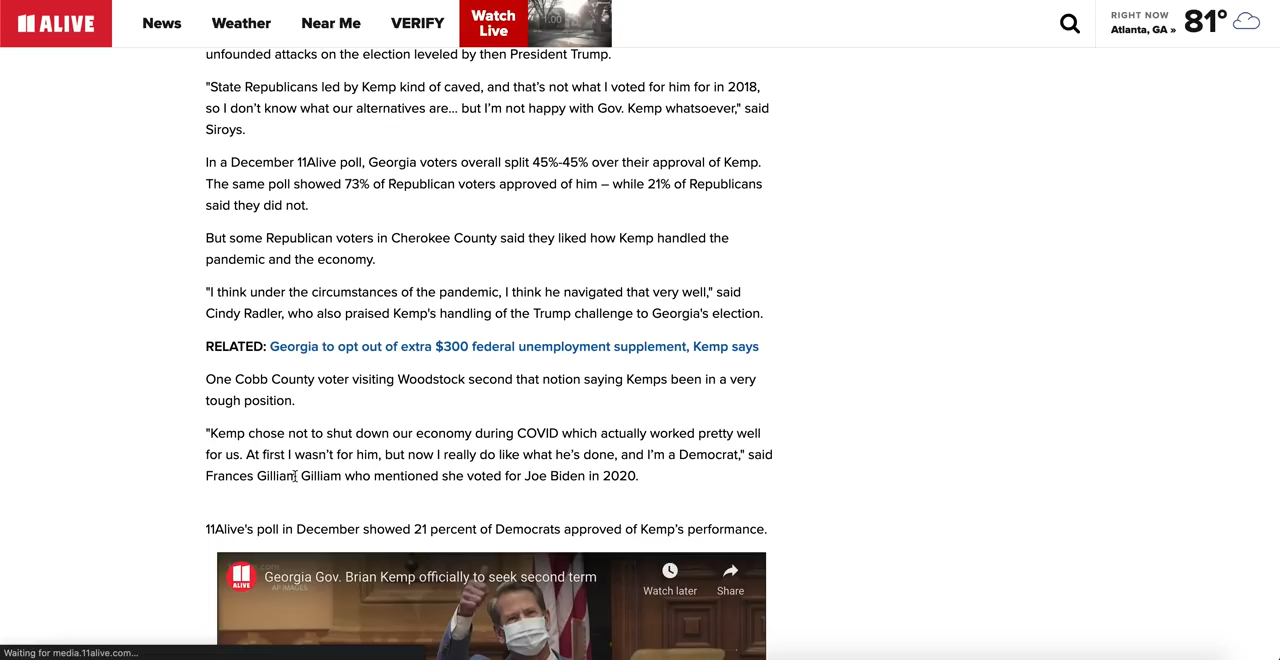 11 ALIVE
News
Weather
Near Me
VERIFY
Watch
Live
1.00
RIGHT NOW
Atlanta, GA »
81°
unfounded attacks on the election leveled by then President Trump.
"State Republicans led by Kemp kind of caved, and that's not what I voted for him for in 2018,
so I don't know what our alternatives are... but I'm not happy with Gov. Kemp whatsoever," said
Siroys.
In a December 11Alive poll, Georgia voters overall split 45%-45% over their approval of Kemp.
The same poll showed 73% of Republican voters approved of him – while 21% of Republicans
said they did not.
But some Republican voters in Cherokee County said they liked how Kemp handled the
pandemic and the economy.
"I think under the circumstances of the pandemic, I think he navigated that very well," said
Cindy Radler, who also praised Kemp's handling of the Trump challenge to Georgia's election.
RELATED: Georgia to opt out of extra $300 federal unemployment supplement, Kemp says
One Cobb County voter visiting Woodstock second that notion saying Kemps been in a very
tough position.
"Kemp chose not to shut down our economy during COVID which actually worked pretty well
for us. At first I wasn't for him, but now I really do like what he's done, and I'm a Democrat," said
Frances Gilliam Gilliam who mentioned she voted for Joe Biden in 2020.
11Alive's poll in December showed 21 percent of Democrats approved of Kemp's performance.
11 ALIVE
Georgia Gov. Brian Kemp officially to seek second term
AP IMAGES
Watch later
Share
Waiting for media.11alive.com...